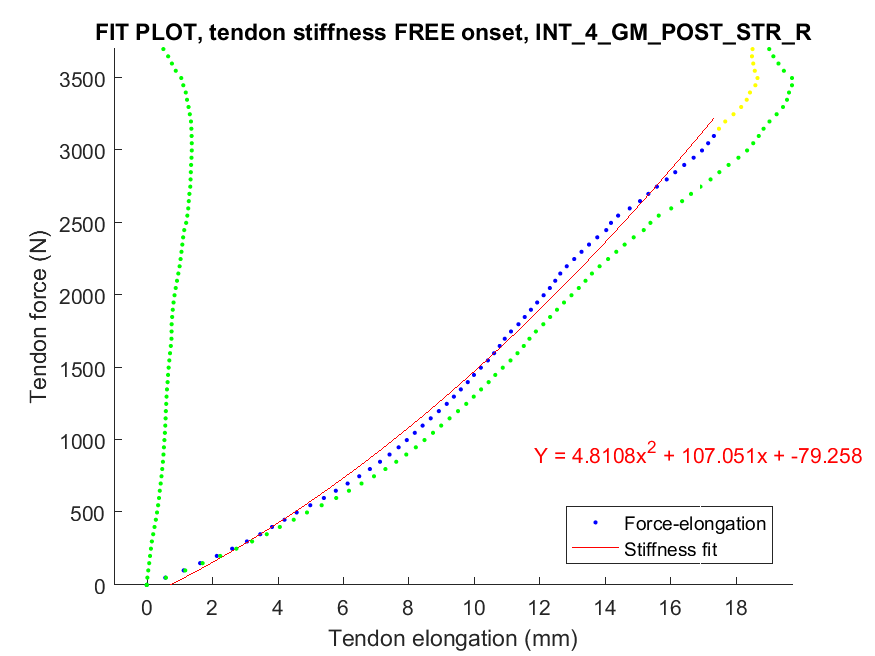 FIT PLOT, tendon stiffness FREE onset, INT_4_GM_POST_STR_R
3500
3000
2500
2000
1500
1000
500
0
Tendon force (N)
Y = 4.8108x² + 107.051x + -79.258
Force-elongation
Stiffness fit
0 2 4 6 8 10 12 14 16 18
Tendon elongation (mm)